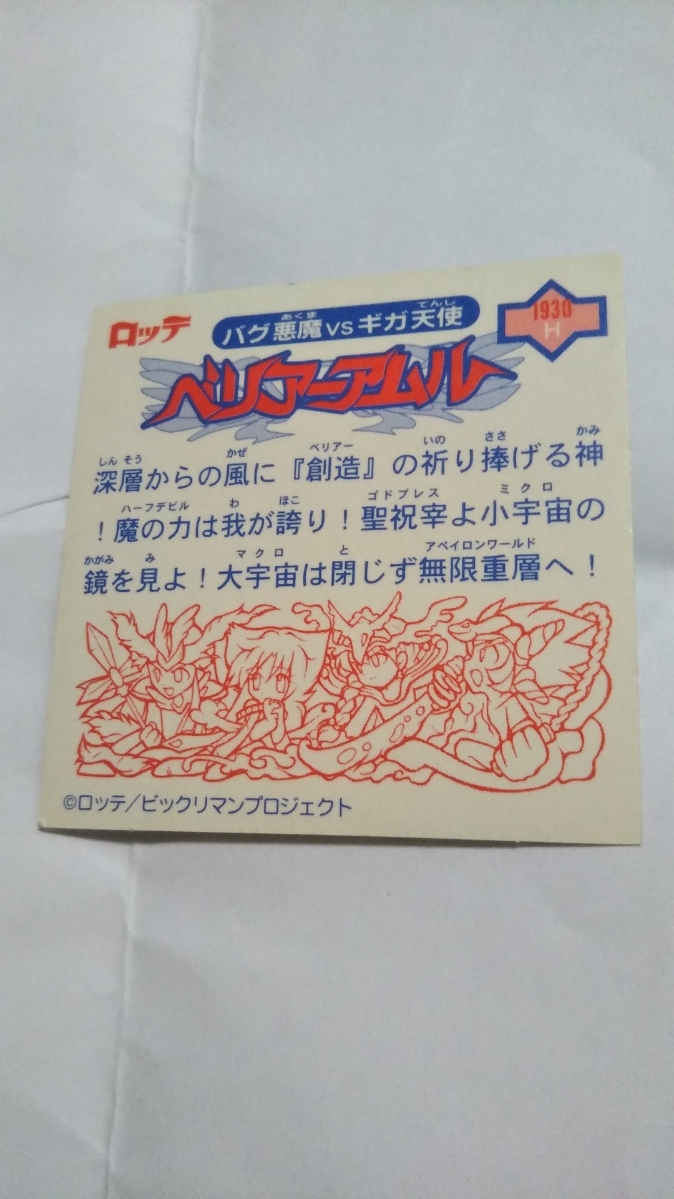 ロッテ
あくま てんし
バグ悪魔VSギガ天使
1930
H
ベリアーアムル
しんそう かぜ ベリアー いの ささ かみ
深層からの風に『創造』の祈り捧げる神
ハーフデビル わ ほこ ゴドブレス ミクロ
！魔の力は我が誇り！聖祝宰よ小宇宙の
かがみ み マクロ と アペイロンワールド
鏡を見よ！大宇宙は閉じず無限重層へ！
©ロッテ/ビックリマンプロジェクト